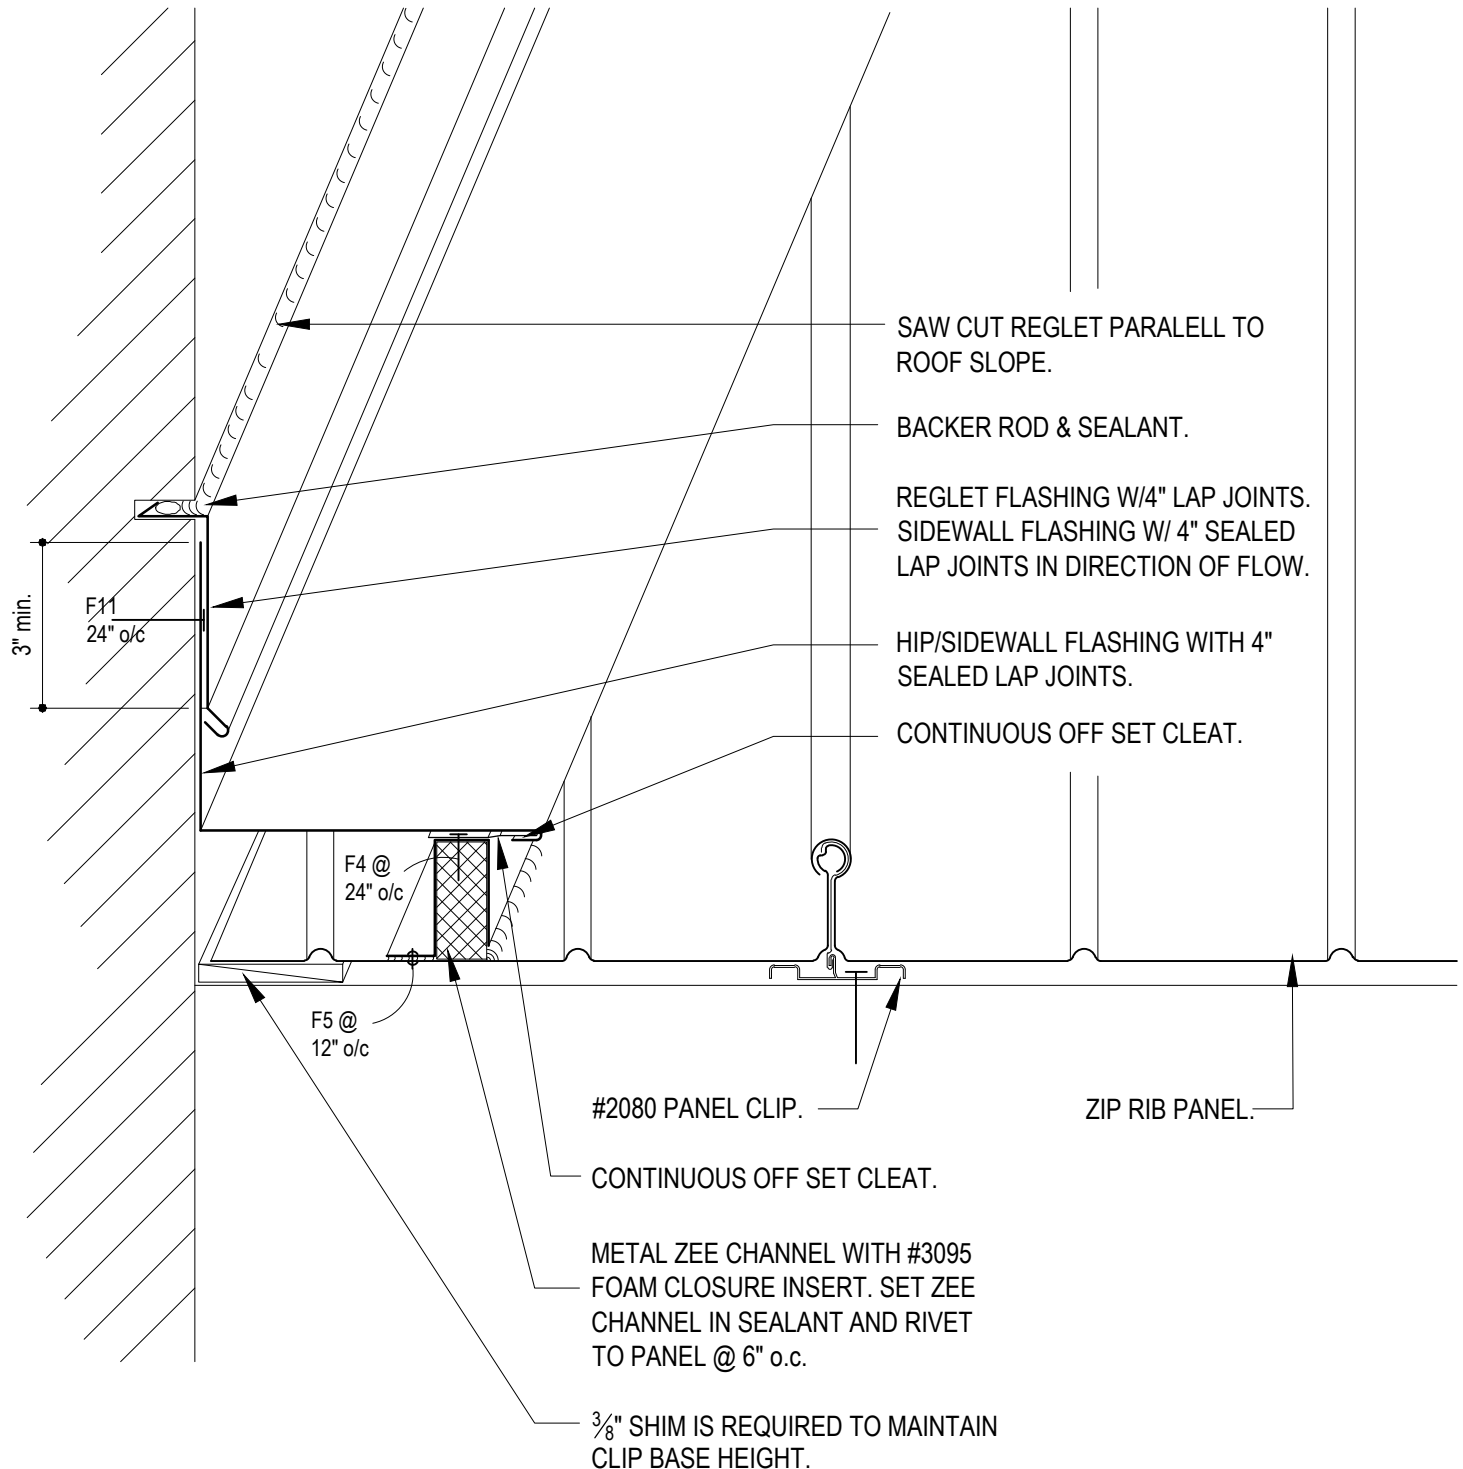 SAW CUT REGLET PARALELL TO
ROOF SLOPE.
BACKER ROD & SEALANT.
REGLET FLASHING W/4" LAP JOINTS.
SIDEWALL FLASHING W/ 4" SEALED
LAP JOINTS IN DIRECTION OF FLOW.
3" min.
F11
24" o/c
HIP/SIDEWALL FLASHING WITH 4"
SEALED LAP JOINTS.
CONTINUOUS OFF SET CLEAT.
F4 @
24" o/c
F5 @
12" o/c
#2080 PANEL CLIP.
ZIP RIB PANEL.
CONTINUOUS OFF SET CLEAT.
METAL ZEE CHANNEL WITH #3095
FOAM CLOSURE INSERT. SET ZEE
CHANNEL IN SEALANT AND RIVET
TO PANEL @ 6" o.c.
3/8" SHIM IS REQUIRED TO MAINTAIN
CLIP BASE HEIGHT.